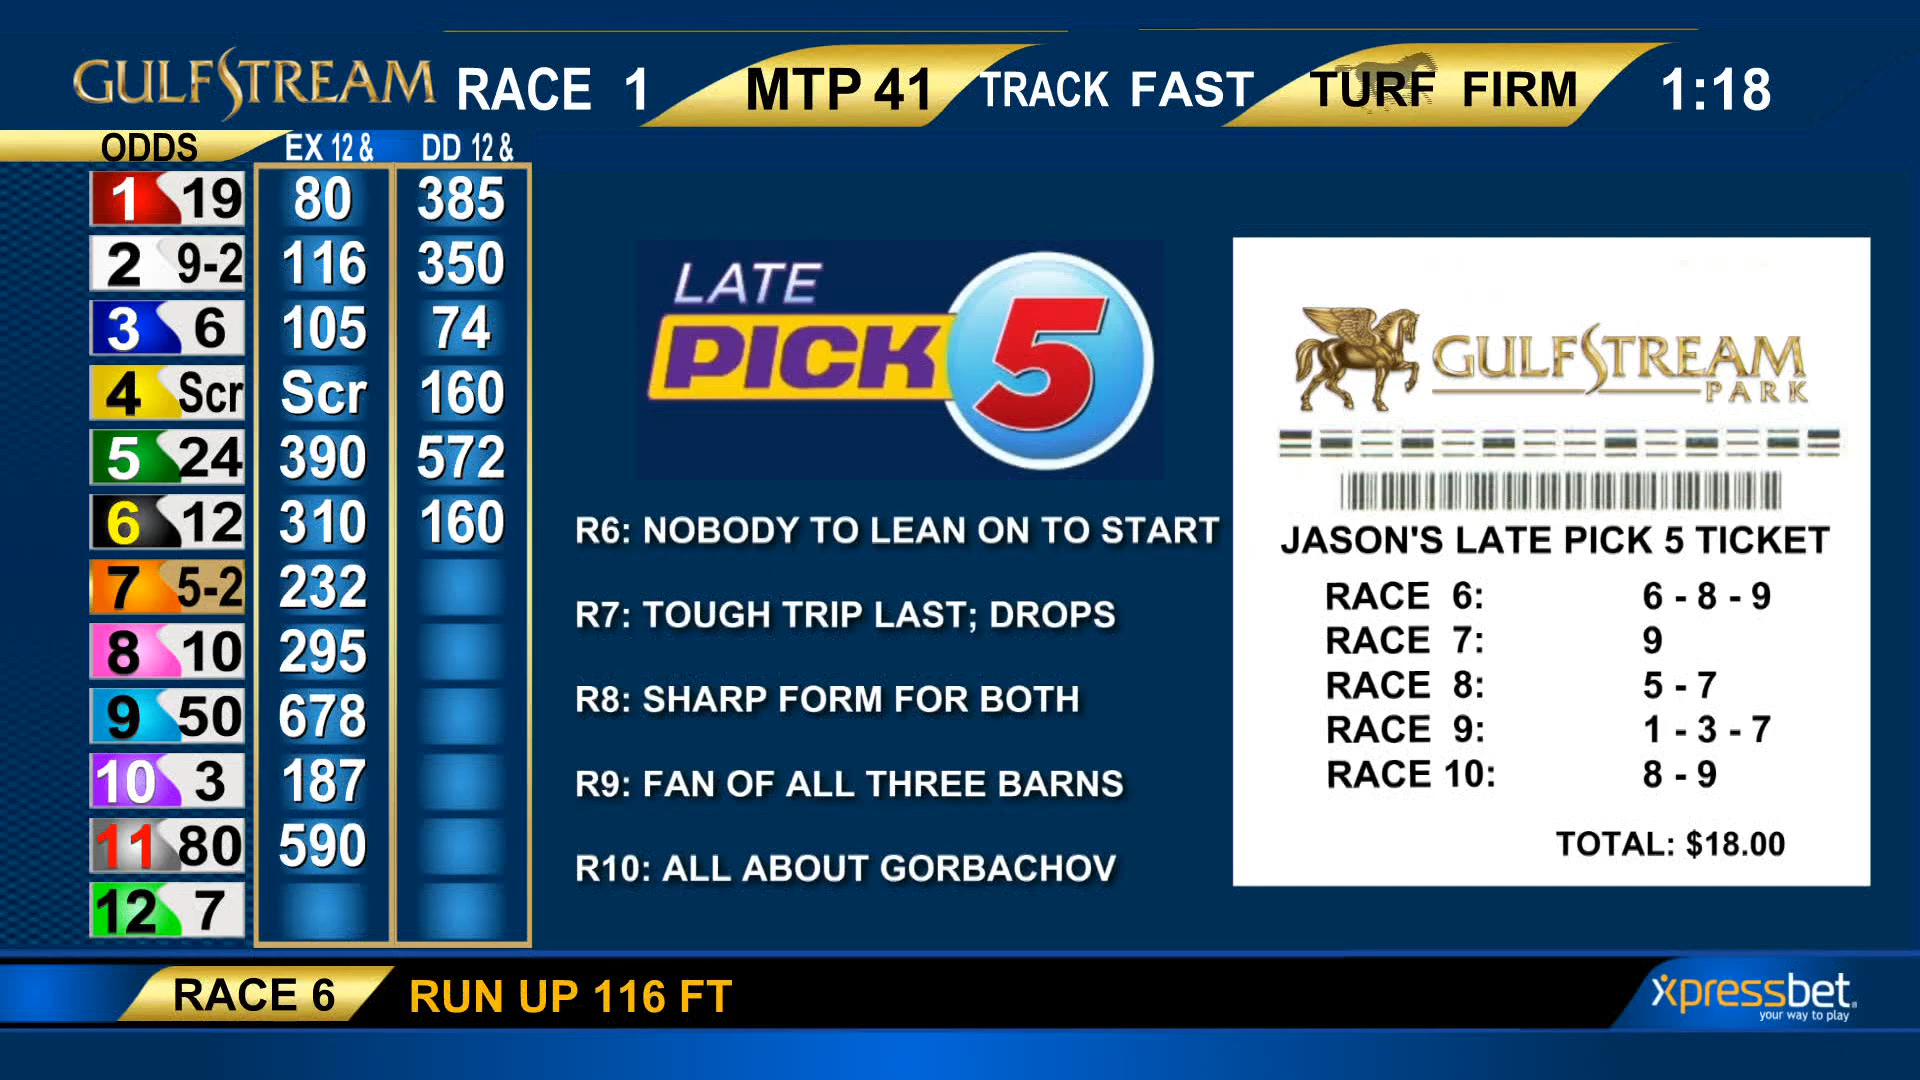 GULFSTREAM RACE 1 MTP 41 TRACK FAST TURF FIRM 1:18
ODDS EX 12 & DD 12 &
1 19 80 385
2 9-2 116 350
3 6 105 74
4 Scr Scr 160
5 24 390 572
6 12 310 160
7 5-2 232
8 10 295
9 50 678
10 3 187
11 80 590
12 7
LATE
PICK 5
R6: NOBODY TO LEAN ON TO START
R7: TOUGH TRIP LAST; DROPS
R8: SHARP FORM FOR BOTH
R9: FAN OF ALL THREE BARNS
R10: ALL ABOUT GORBACHOV
GULFSTREAM
PARK
JASON'S LATE PICK 5 TICKET
RACE 6: 6 - 8 - 9
RACE 7: 9
RACE 8: 5 - 7
RACE 9: 1 - 3 - 7
RACE 10: 8 - 9
TOTAL: $18.00
RACE 6 RUN UP 116 FT
xpressbet.
your way to play